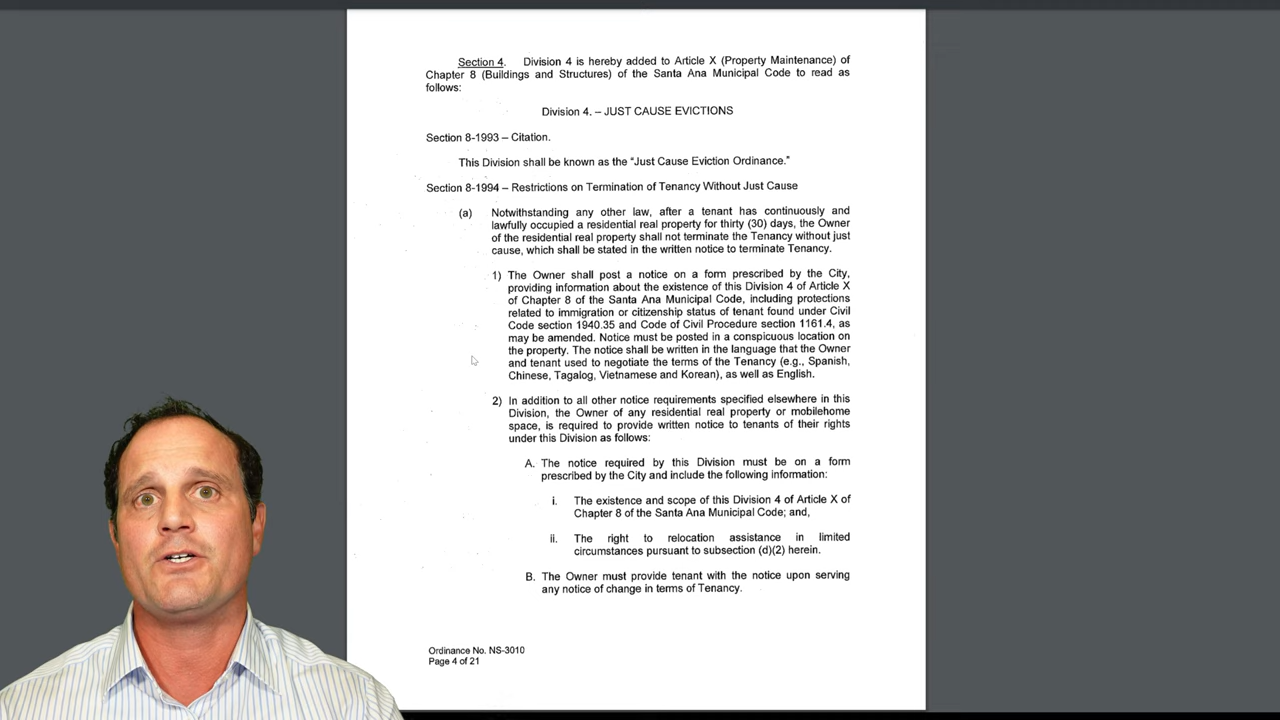 Section 4. Division 4 is hereby added to Article X (Property Maintenance) of
Chapter 8 (Buildings and Structures) of the Santa Ana Municipal Code to read as
follows:
Division 4. – JUST CAUSE EVICTIONS
Section 8-1993 – Citation.
This Division shall be known as the "Just Cause Eviction Ordinance."
Section 8-1994 – Restrictions on Termination of Tenancy Without Just Cause
(a) Notwithstanding any other law, after a tenant has continuously and
lawfully occupied a residential real property for thirty (30) days, the Owner
of the residential real property shall not terminate the Tenancy without just
cause, which shall be stated in the written notice to terminate Tenancy.
1) The Owner shall post a notice on a form prescribed by the City,
providing information about the existence of this Division 4 of Article X
of Chapter 8 of the Santa Ana Municipal Code, including protections
related to immigration or citizenship status of tenant found under Civil
Code section 1940.35 and Code of Civil Procedure section 1161.4, as
may be amended. Notice must be posted in a conspicuous location on
the property. The notice shall be written in the language that the Owner
and tenant used to negotiate the terms of the Tenancy (e.g., Spanish,
Chinese, Tagalog, Vietnamese and Korean), as well as English.
2) In addition to all other notice requirements specified elsewhere in this
Division, the Owner of any residential real property or mobilehome
space, is required to provide written notice to tenants of their rights
under this Division as follows:
A. The notice required by this Division must be on a form
prescribed by the City and include the following information:
i. The existence and scope of this Division 4 of Article X of
Chapter 8 of the Santa Ana Municipal Code; and,
ii. The right to relocation assistance in limited
circumstances pursuant to subsection (d)(2) herein.
B. The Owner must provide tenant with the notice upon serving
any notice of change in terms of Tenancy.
Ordinance No. NS-3010
Page 4 of 21